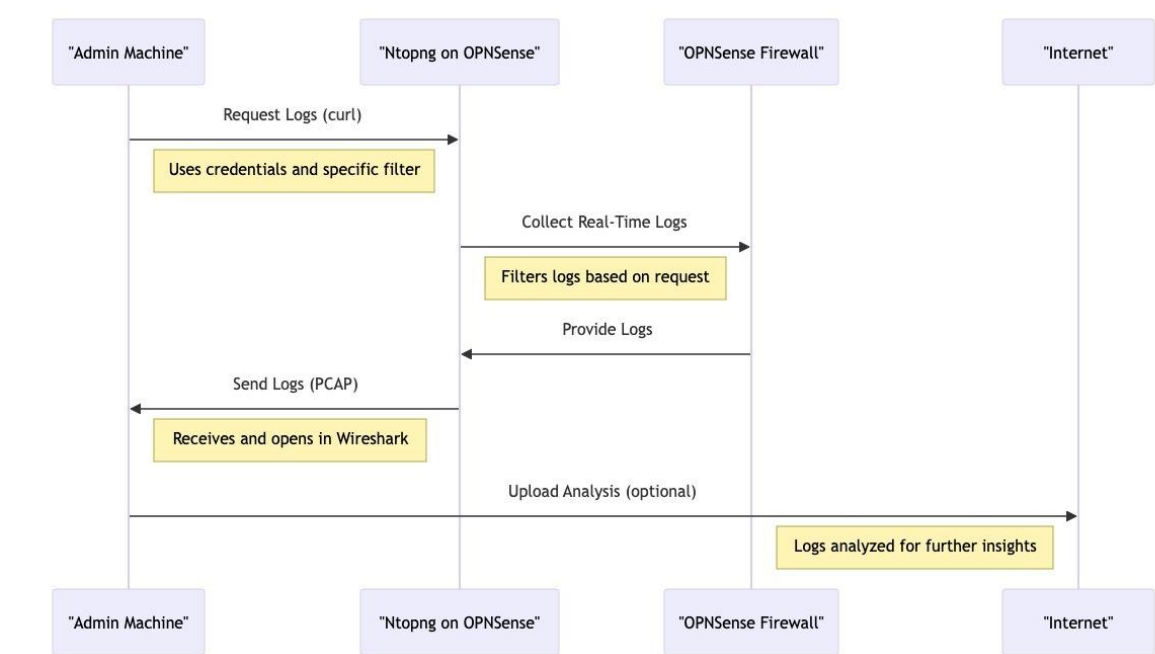 "Admin Machine"
"Ntopng on OPNSense"
"OPNSense Firewall"
"Internet"
Request Logs (curl)
Uses credentials and specific filter
Collect Real-Time Logs
Filters logs based on request
Provide Logs
Send Logs (PCAP)
Receives and opens in Wireshark
Upload Analysis (optional)
Logs analyzed for further insights
"Admin Machine"
"Ntopng on OPNSense"
"OPNSense Firewall"
"Internet"